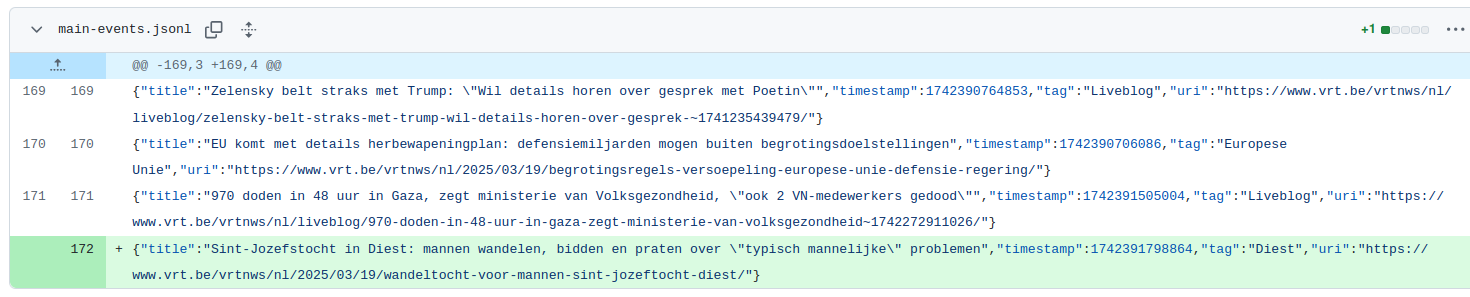 main-events.jsonl +1
@@ -169,3 +169,4 @@
169 169 {"title":"Zelensky belt straks met Trump: \"Wil details horen over gesprek met Poetin\"","timestamp":1742390764853,"tag":"Liveblog","uri":"https://www.vrt.be/vrtnws/nl/
liveblog/zelensky-belt-straks-met-trump-wil-details-horen-over-gesprek-~1741235439479/"}
170 170 {"title":"EU komt met details herbewapeningplan: defensiemiljarden mogen buiten begrotingsdoelstellingen","timestamp":1742390706086,"tag":"Europese
Unie","uri":"https://www.vrt.be/vrtnws/nl/2025/03/19/begrotingsregels-versoepeling-europese-unie-defensie-regering/"}
171 171 {"title":"970 doden in 48 uur in Gaza, zegt ministerie van Volksgezondheid, \"ook 2 VN-medewerkers gedood\"","timestamp":1742391505004,"tag":"Liveblog","uri":"https://
www.vrt.be/vrtnws/nl/liveblog/970-doden-in-48-uur-in-gaza-zegt-ministerie-van-volksgezondheid~1742272911026/"}
172 + {"title":"Sint-Jozefstocht in Diest: mannen wandelen, bidden en praten over \"typisch mannelijke\" problemen","timestamp":1742391798864,"tag":"Diest","uri":"https://
www.vrt.be/vrtnws/nl/2025/03/19/wandeltocht-voor-mannen-sint-jozeftocht-diest/"}